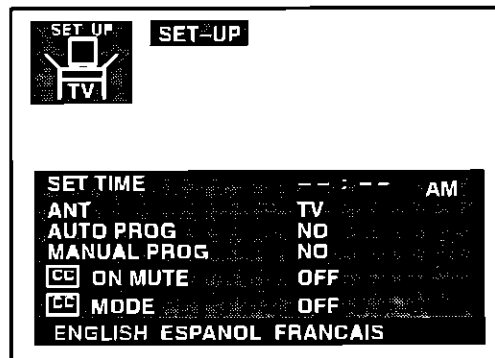 SET UP
SET-UP
TV
SET TIME --:-- AM
ANT TV
AUTO PROG NO
MANUAL PROG NO
CC ON MUTE OFF
CC MODE OFF
ENGLISH ESPANOL FRANCAIS